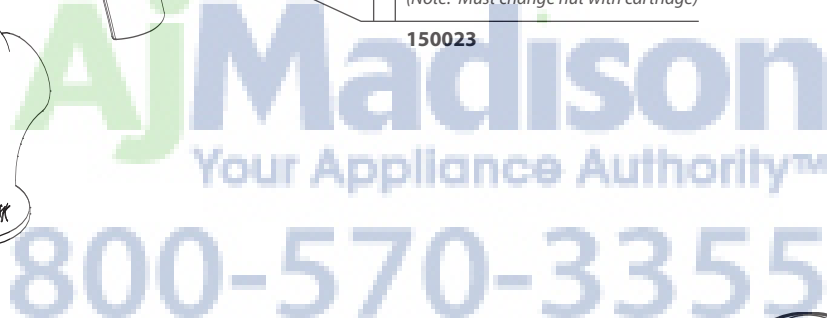 (Note: Must change nut with cartridge)
150023
AjMadison
Your Appliance Authority™
800-570-3355